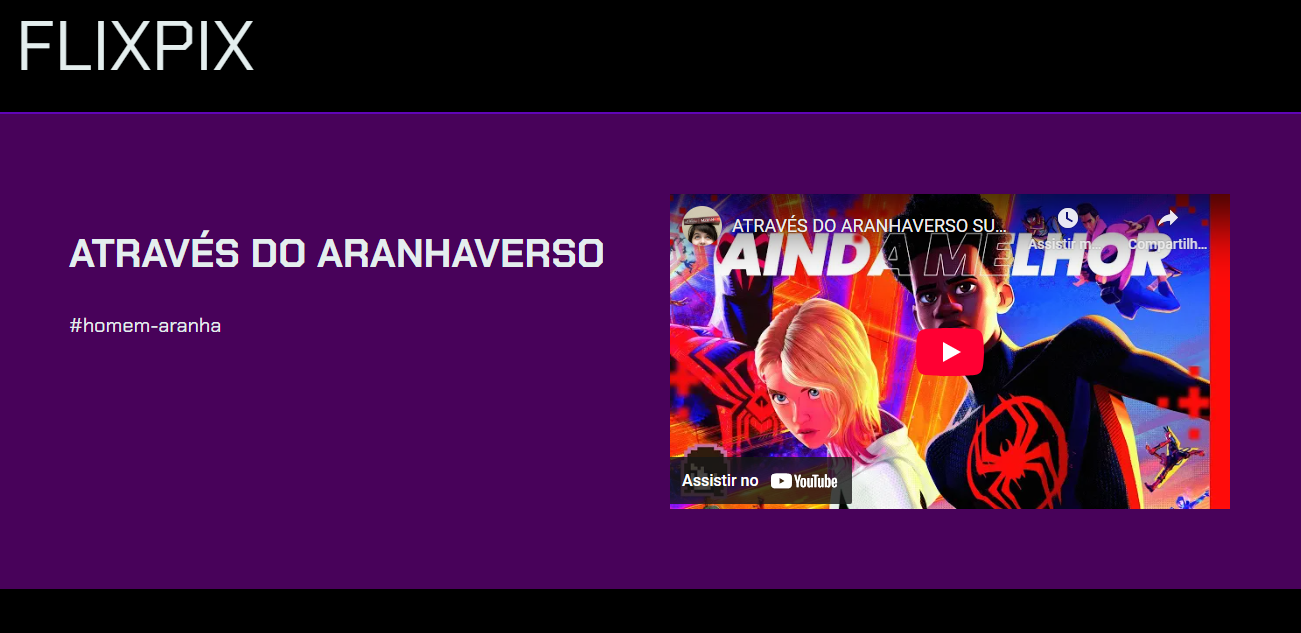 FLIXPIX
ATRAVÉS DO ARANHAVERSO
#homem-aranha
ATRAVÉS DO ARANHAVERSO SU...
Assistir m... Compartilh...
AINDA MELHOR
Assistir no YouTube